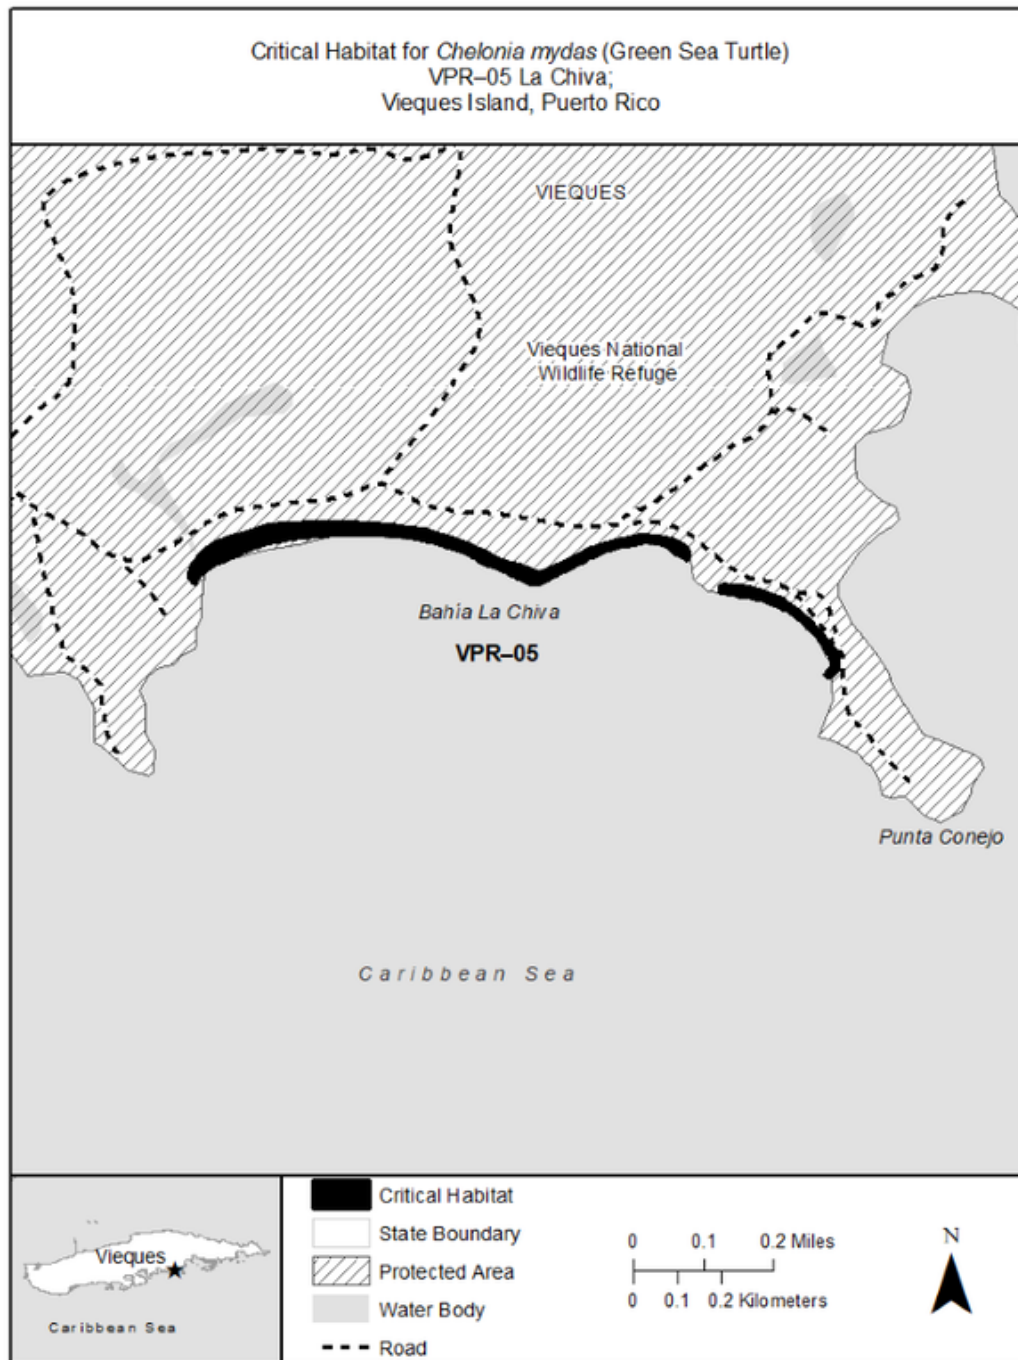 Critical Habitat for Chelonia mydas (Green Sea Turtle)
VPR–05 La Chiva;
Vieques Island, Puerto Rico
VIEQUES
Vieques National
Wildlife Refuge
Bahía La Chiva
VPR–05
Punta Conejo
Caribbean Sea
Vieques
Caribbean Sea
Critical Habitat
State Boundary
Protected Area
Water Body
Road
0 0.1 0.2 Miles
0 0.1 0.2 Kilometers
N